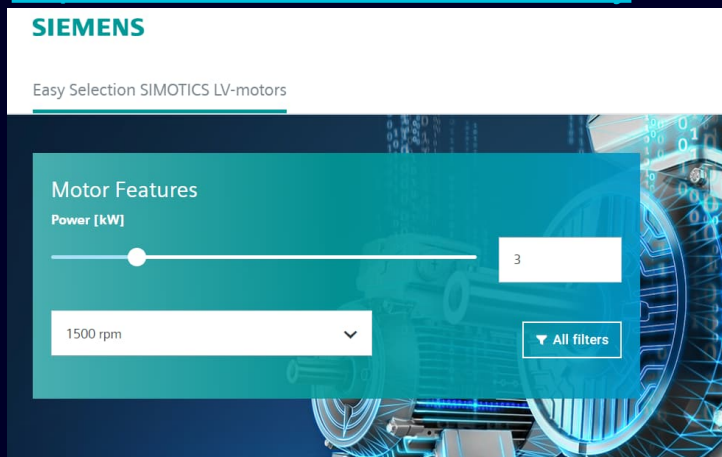 SIEMENS
Easy Selection SIMOTICS LV-motors
Motor Features
Power [kW]
3
1500 rpm
All filters